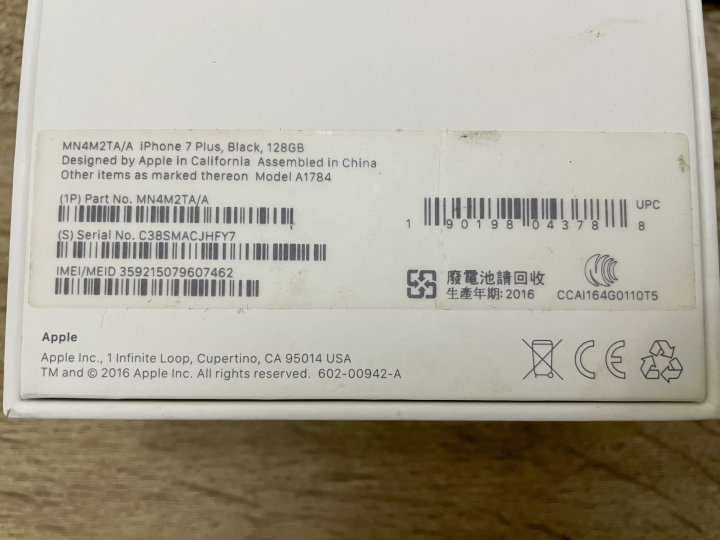 MN4M2TA/A iPhone 7 Plus, Black, 128GB
Designed by Apple in California Assembled in China
Other items as marked thereon Model A1784
(1P) Part No. MN4M2TA/A
(S) Serial No. C38SMACJHFY7
IMEI/MEID 359215079607462
UPC
1 90198 04378 8
廢電池請回收
生產年期: 2016
CCAI164G0110T5
Apple
Apple Inc., 1 Infinite Loop, Cupertino, CA 95014 USA
TM and © 2016 Apple Inc. All rights reserved. 602-00942-A
CE